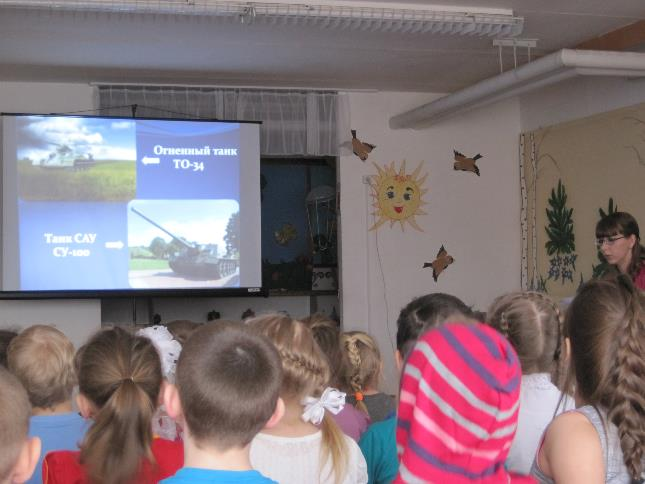 Огненный танк
ТО-34
Танк САУ
СУ-100